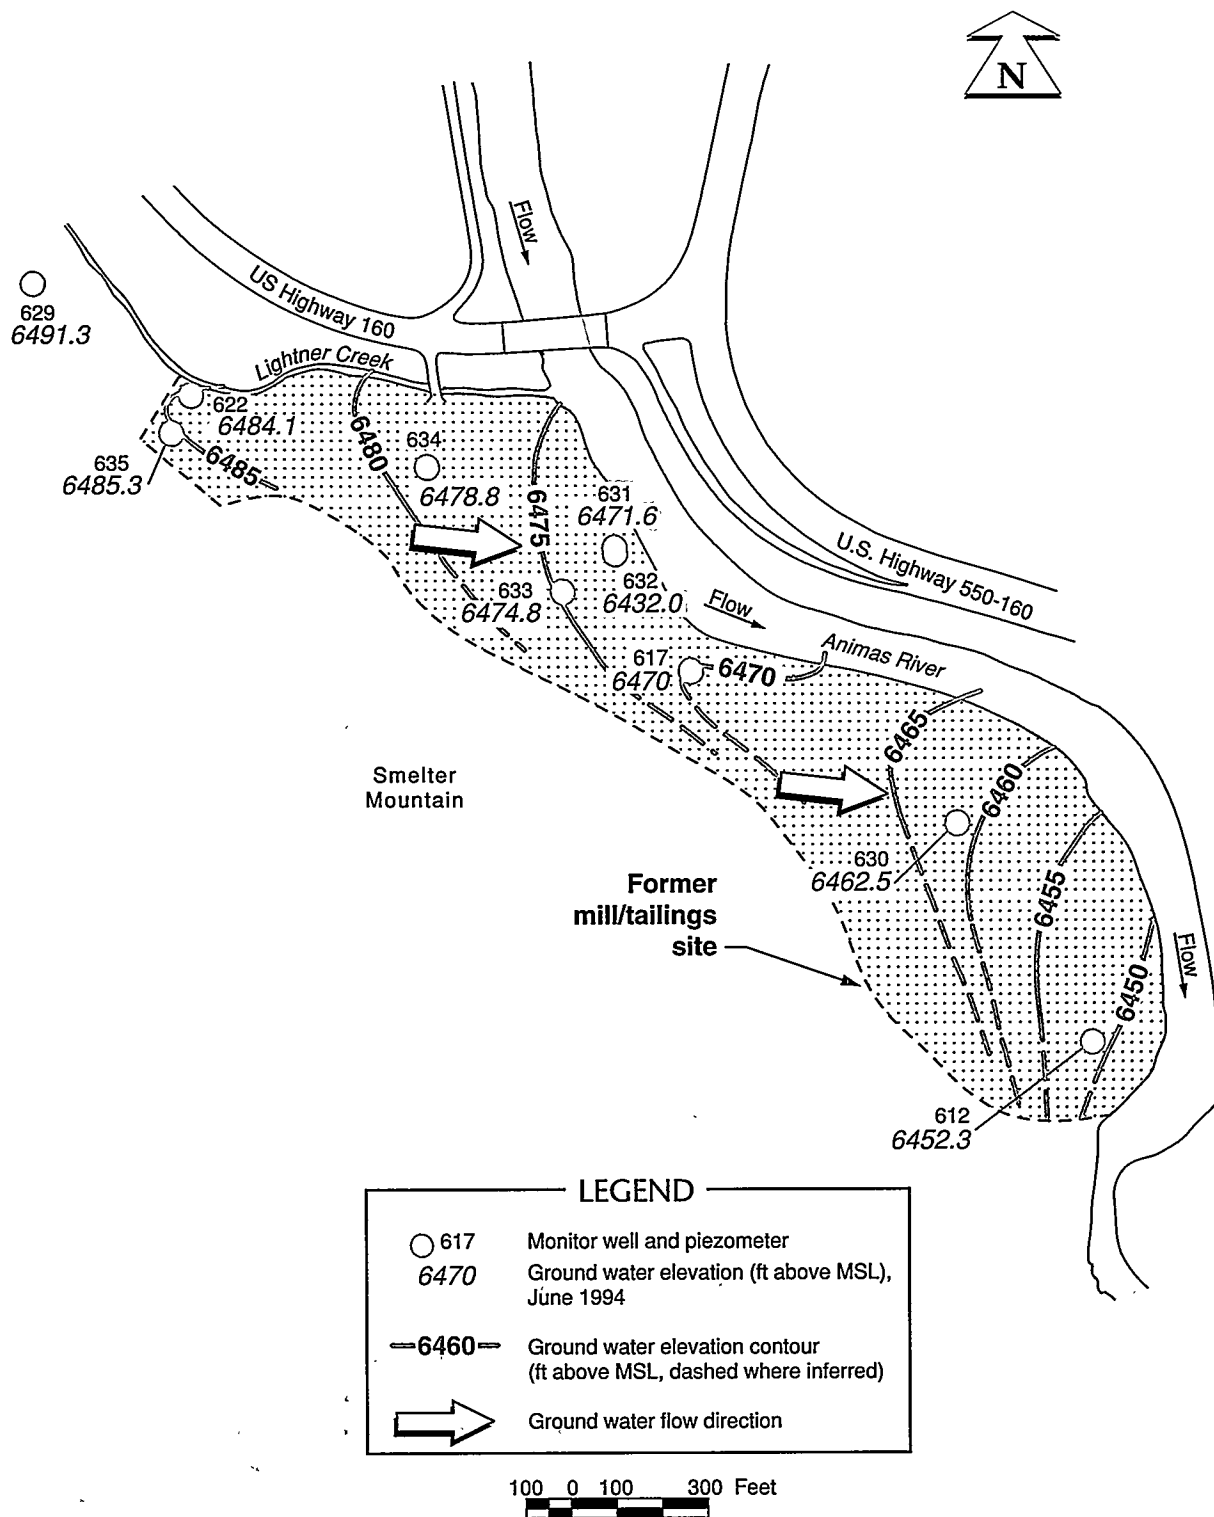 N
Flow
US Highway 160
629
6491.3
Lightner Creek
622
6484.1
635
6485.3
6485
6480
634
6478.8
6475
631
6471.6
632
6432.0
633
6474.8
U.S. Highway 550-160
Flow
Animas River
617
6470
6470
6465
6460
Smelter
Mountain
630
6462.5
Former
mill/tailings
site
6455
6450
Flow
612
6452.3
LEGEND
617 Monitor well and piezometer
6470 Ground water elevation (ft above MSL),
June 1994
6460 Ground water elevation contour
(ft above MSL, dashed where inferred)
Ground water flow direction
100 0 100 300 Feet